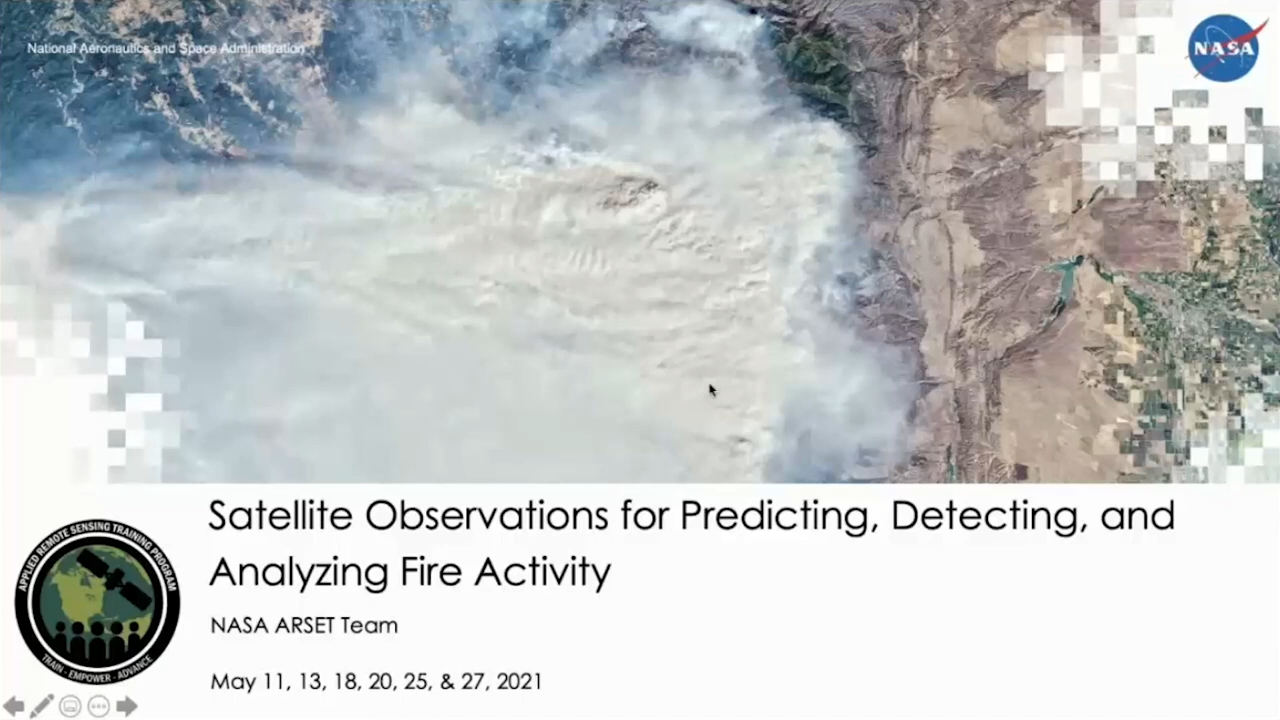 National Aeronautics and Space Administration
NASA
Satellite Observations for Predicting, Detecting, and
Analyzing Fire Activity
NASA ARSET Team
May 11, 13, 18, 20, 25, & 27, 2021
APPLIED REMOTE SENSING TRAINING PROGRAM
TRAIN - EMPOWER - ADVANCE